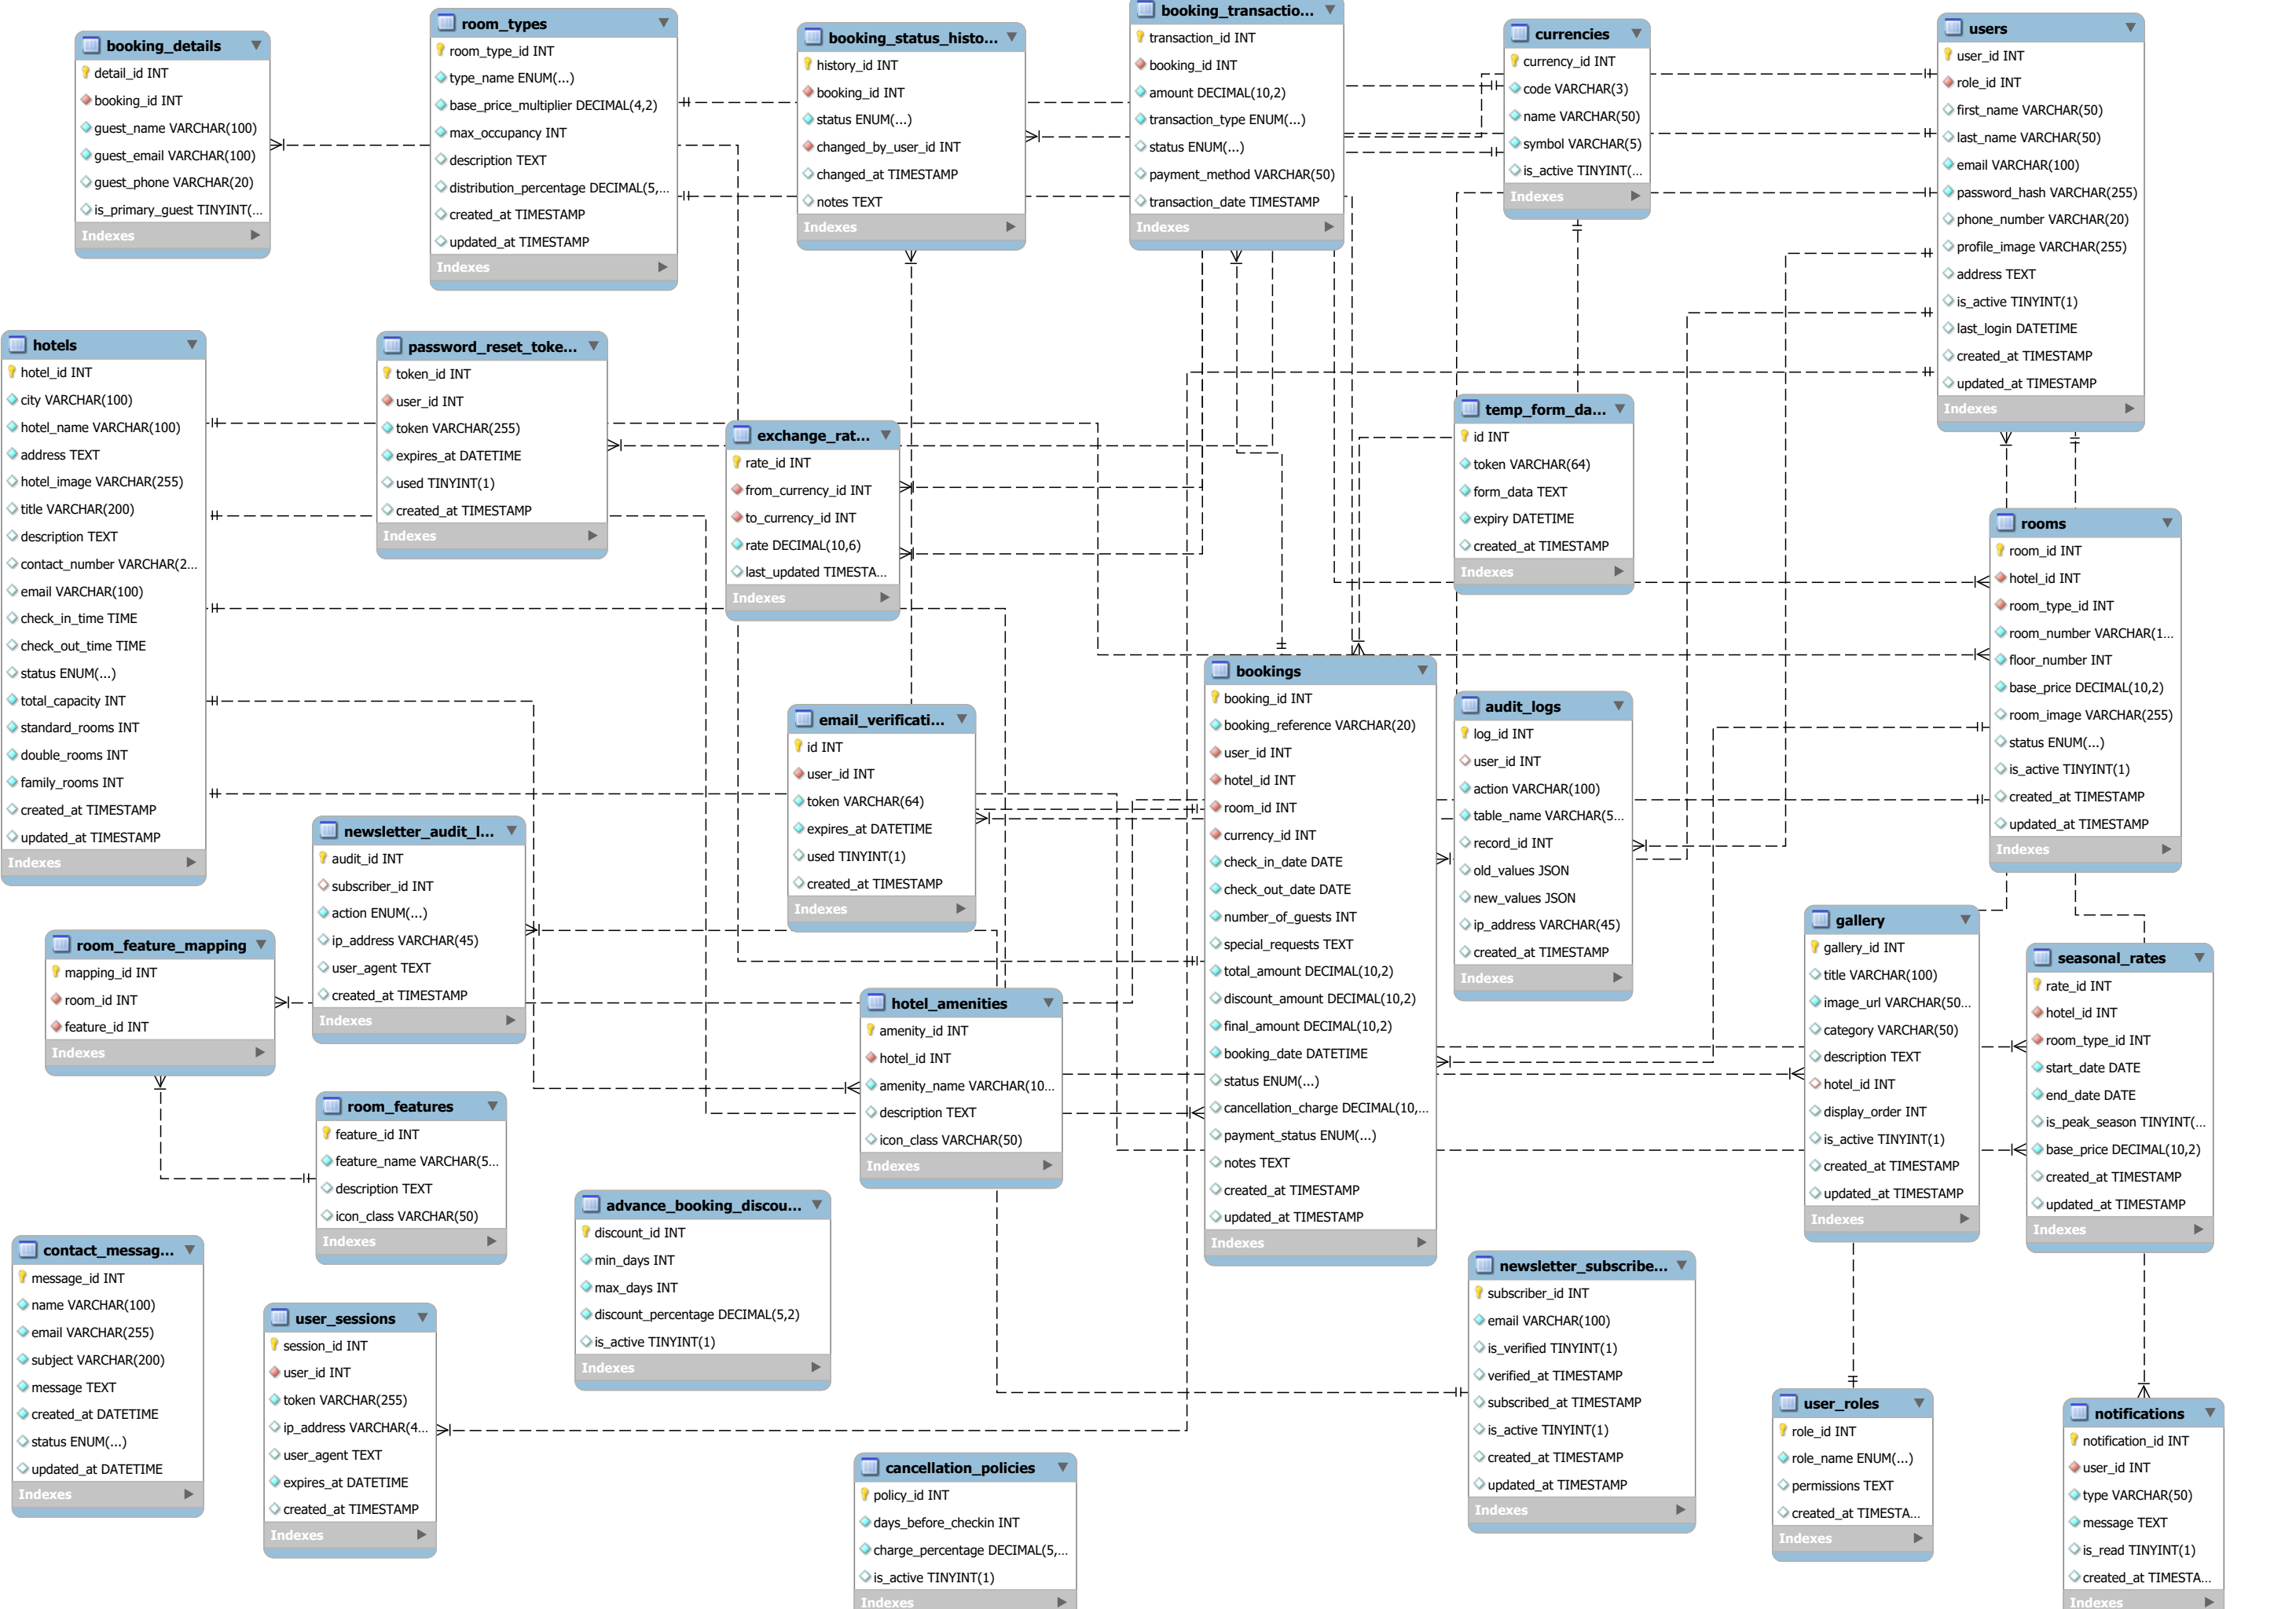 booking_details
detail_id INT
booking_id INT
guest_name VARCHAR(100)
guest_email VARCHAR(100)
guest_phone VARCHAR(20)
is_primary_guest TINYINT(...
Indexes
room_types
room_type_id INT
type_name ENUM(...)
base_price_multiplier DECIMAL(4,2)
max_occupancy INT
description TEXT
distribution_percentage DECIMAL(5,...
created_at TIMESTAMP
updated_at TIMESTAMP
Indexes
booking_status_histo...
history_id INT
booking_id INT
status ENUM(...)
changed_by_user_id INT
changed_at TIMESTAMP
notes TEXT
Indexes
booking_transactio...
transaction_id INT
booking_id INT
amount DECIMAL(10,2)
transaction_type ENUM(...)
status ENUM(...)
payment_method VARCHAR(50)
transaction_date TIMESTAMP
Indexes
currencies
currency_id INT
code VARCHAR(3)
name VARCHAR(50)
symbol VARCHAR(5)
is_active TINYINT(...
Indexes
users
user_id INT
role_id INT
first_name VARCHAR(50)
last_name VARCHAR(50)
email VARCHAR(100)
password_hash VARCHAR(255)
phone_number VARCHAR(20)
profile_image VARCHAR(255)
address TEXT
is_active TINYINT(1)
last_login DATETIME
created_at TIMESTAMP
updated_at TIMESTAMP
Indexes
hotels
hotel_id INT
city VARCHAR(100)
hotel_name VARCHAR(100)
address TEXT
hotel_image VARCHAR(255)
title VARCHAR(200)
description TEXT
contact_number VARCHAR(2...
email VARCHAR(100)
check_in_time TIME
check_out_time TIME
status ENUM(...)
total_capacity INT
standard_rooms INT
double_rooms INT
family_rooms INT
created_at TIMESTAMP
updated_at TIMESTAMP
Indexes
password_reset_toke...
token_id INT
user_id INT
token VARCHAR(255)
expires_at DATETIME
used TINYINT(1)
created_at TIMESTAMP
Indexes
exchange_rat...
rate_id INT
from_currency_id INT
to_currency_id INT
rate DECIMAL(10,6)
last_updated TIMESTA...
Indexes
temp_form_da...
id INT
token VARCHAR(64)
form_data TEXT
expiry DATETIME
created_at TIMESTAMP
Indexes
rooms
room_id INT
hotel_id INT
room_type_id INT
room_number VARCHAR(1...
floor_number INT
base_price DECIMAL(10,2)
room_image VARCHAR(255)
status ENUM(...)
is_active TINYINT(1)
created_at TIMESTAMP
updated_at TIMESTAMP
Indexes
bookings
booking_id INT
booking_reference VARCHAR(20)
user_id INT
hotel_id INT
room_id INT
currency_id INT
check_in_date DATE
check_out_date DATE
number_of_guests INT
special_requests TEXT
total_amount DECIMAL(10,2)
discount_amount DECIMAL(10,2)
final_amount DECIMAL(10,2)
booking_date DATETIME
status ENUM(...)
cancellation_charge DECIMAL(10,...
payment_status ENUM(...)
notes TEXT
created_at TIMESTAMP
updated_at TIMESTAMP
Indexes
audit_logs
log_id INT
user_id INT
action VARCHAR(100)
table_name VARCHAR(5...
record_id INT
old_values JSON
new_values JSON
ip_address VARCHAR(45)
created_at TIMESTAMP
Indexes
email_verificati...
id INT
user_id INT
token VARCHAR(64)
expires_at DATETIME
used TINYINT(1)
created_at TIMESTAMP
Indexes
newsletter_audit_l...
audit_id INT
subscriber_id INT
action ENUM(...)
ip_address VARCHAR(45)
user_agent TEXT
created_at TIMESTAMP
Indexes
room_feature_mapping
mapping_id INT
room_id INT
feature_id INT
Indexes
gallery
gallery_id INT
title VARCHAR(100)
image_url VARCHAR(50...
category VARCHAR(50)
description TEXT
hotel_id INT
display_order INT
is_active TINYINT(1)
created_at TIMESTAMP
updated_at TIMESTAMP
Indexes
seasonal_rates
rate_id INT
hotel_id INT
room_type_id INT
start_date DATE
end_date DATE
is_peak_season TINYINT(...
base_price DECIMAL(10,2)
created_at TIMESTAMP
updated_at TIMESTAMP
Indexes
hotel_amenities
amenity_id INT
hotel_id INT
amenity_name VARCHAR(10...
description TEXT
icon_class VARCHAR(50)
Indexes
room_features
feature_id INT
feature_name VARCHAR(5...
description TEXT
icon_class VARCHAR(50)
Indexes
advance_booking_discou...
discount_id INT
min_days INT
max_days INT
discount_percentage DECIMAL(5,2)
is_active TINYINT(1)
Indexes
contact_messag...
message_id INT
name VARCHAR(100)
email VARCHAR(255)
subject VARCHAR(200)
message TEXT
created_at DATETIME
status ENUM(...)
updated_at DATETIME
Indexes
user_sessions
session_id INT
user_id INT
token VARCHAR(255)
ip_address VARCHAR(4...
user_agent TEXT
expires_at DATETIME
created_at TIMESTAMP
Indexes
newsletter_subscribe...
subscriber_id INT
email VARCHAR(100)
is_verified TINYINT(1)
verified_at TIMESTAMP
subscribed_at TIMESTAMP
is_active TINYINT(1)
created_at TIMESTAMP
updated_at TIMESTAMP
Indexes
user_roles
role_id INT
role_name ENUM(...)
permissions TEXT
created_at TIMESTA...
Indexes
notifications
notification_id INT
user_id INT
type VARCHAR(50)
message TEXT
is_read TINYINT(1)
created_at TIMESTA...
Indexes
cancellation_policies
policy_id INT
days_before_checkin INT
charge_percentage DECIMAL(5,...
is_active TINYINT(1)
Indexes